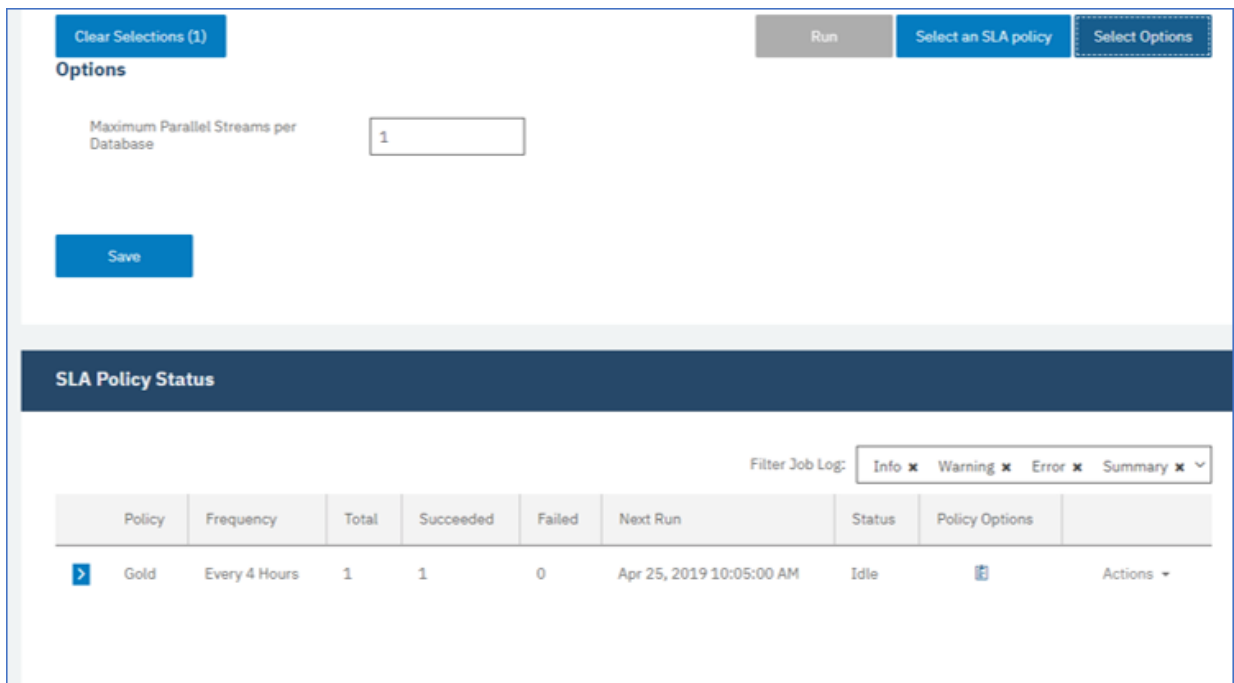 Clear Selections (1) Run Select an SLA policy Select Options
Options
Maximum Parallel Streams per
Database
1
Save
SLA Policy Status
Filter Job Log: Info × Warning × Error × Summary ×
Policy Frequency Total Succeeded Failed Next Run Status Policy Options
Gold Every 4 Hours 1 1 0 Apr 25, 2019 10:05:00 AM Idle Actions